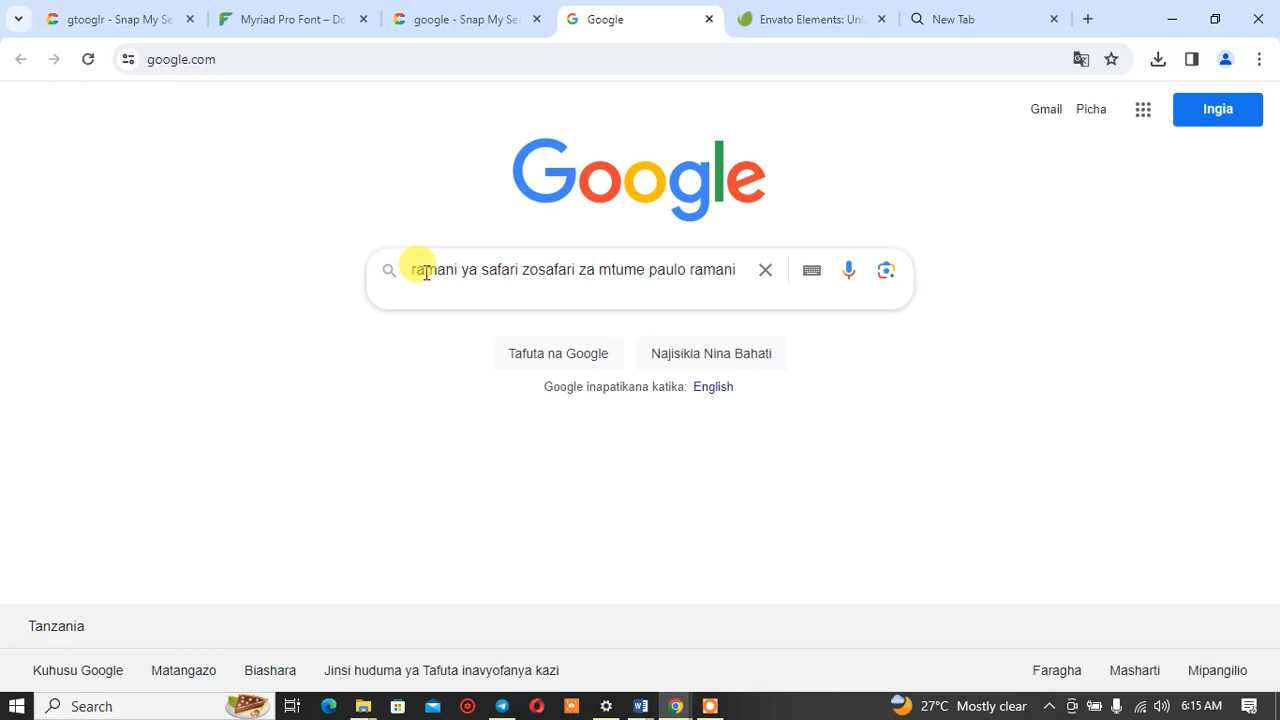 gtooglr - Snap My Se
Myriad Pro Font – Do
google - Snap My Se
Google
Envato Elements: Unl
New Tab
google.com
Gmail
Picha
Ingia
Google
ramani ya safari zosafari za mtume paulo ramani
Tafuta na Google
Najisikia Nina Bahati
Google inapatikana katika: English
Tanzania
Kuhusu Google
Matangazo
Biashara
Jinsi huduma ya Tafuta inavyofanya kazi
Faragha
Masharti
Mipangilio
Search
27°C Mostly clear
6:15 AM